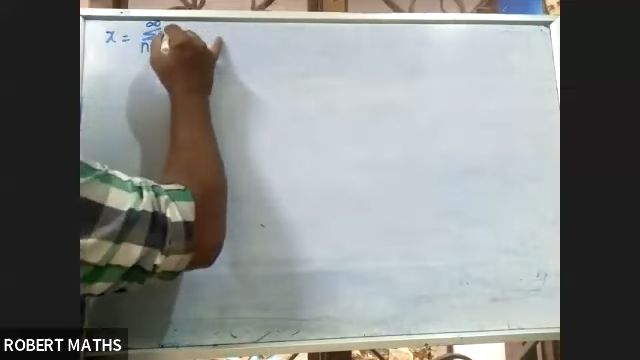 x = ∞
Σ
n
ROBERT MATHS